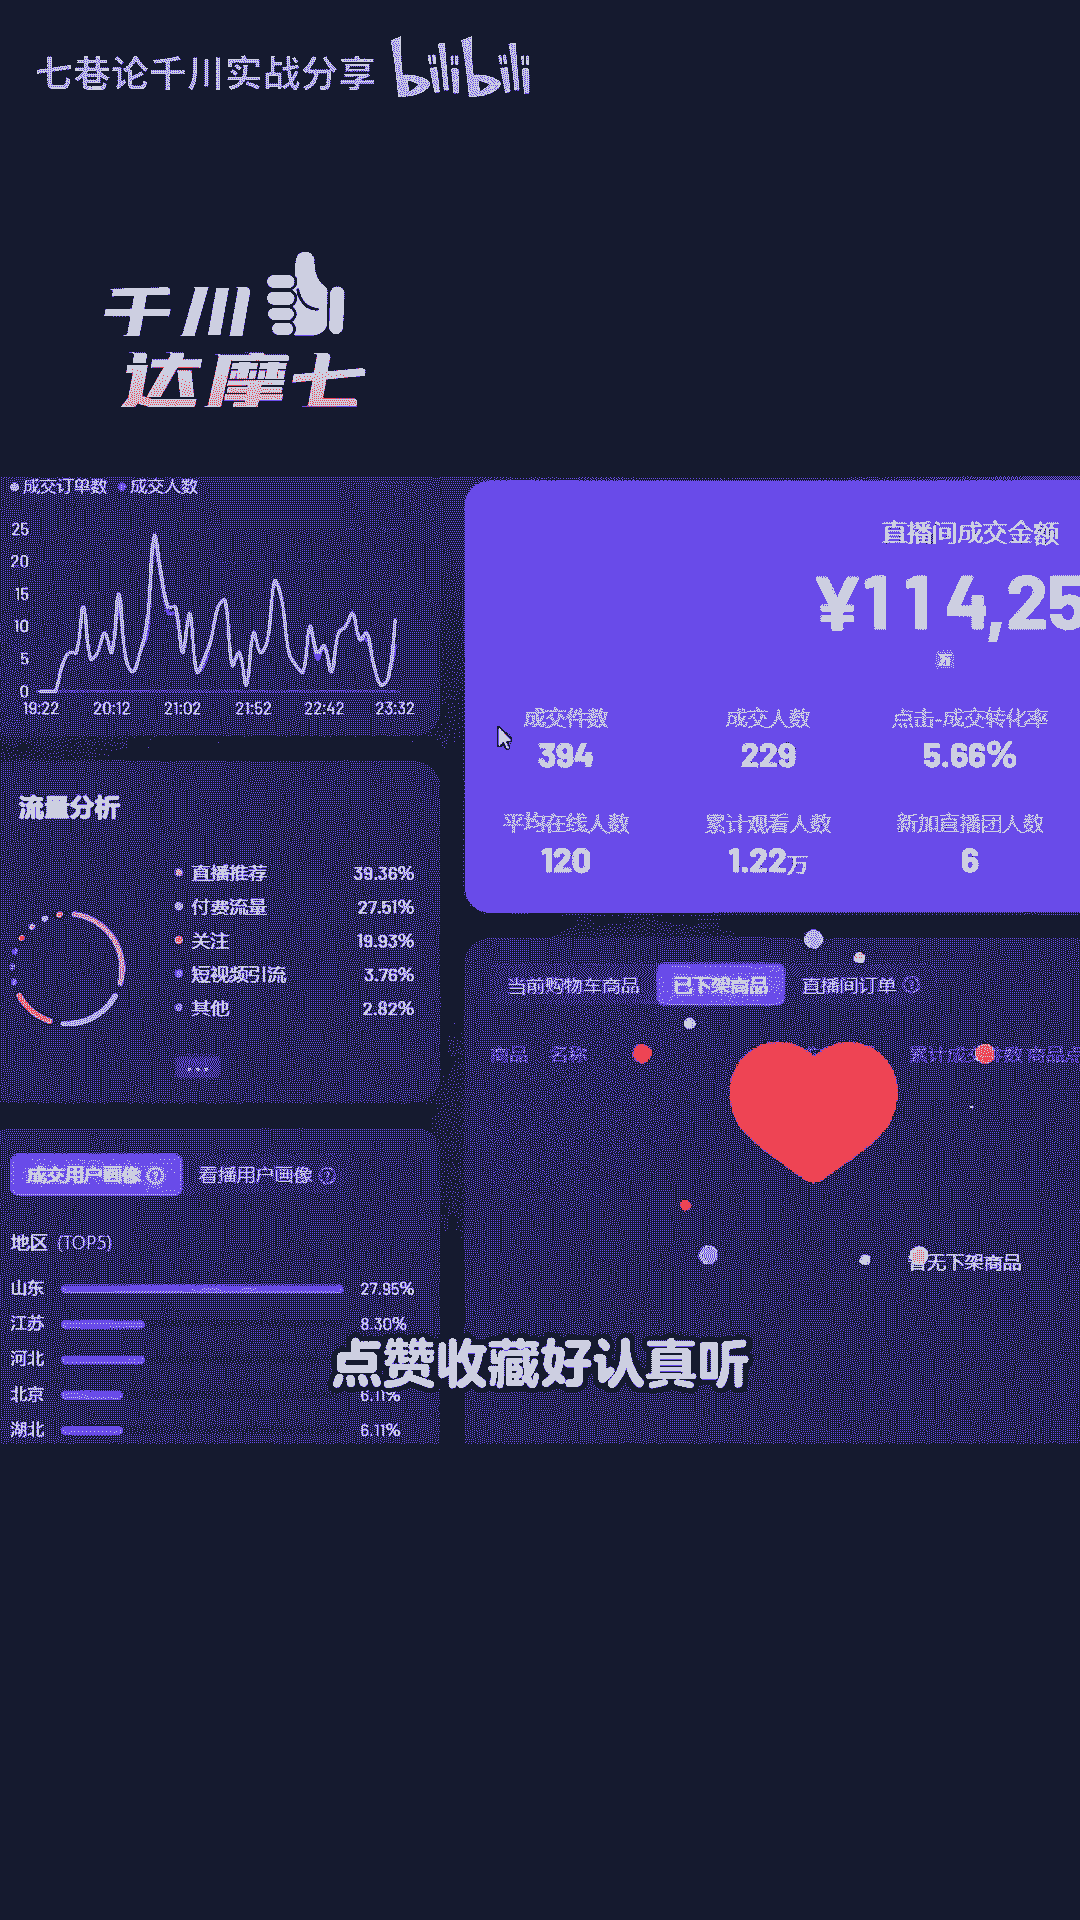 七巷论千川实战分享 bilibili
千川
达摩七
成交订单数 成交人数
25
20
15
10
5
0
19:22 20:12 21:02 21:52 22:42 23:32
直播间成交金额
¥114,25
万
成交件数 成交人数 点击-成交转化率
394 229 5.66%
平均在线人数 累计观看人数 新加直播团人数
120 1.22万 6
流量分析
直播推荐 39.36%
付费流量 27.51%
关注 19.93%
短视频引流 3.76%
其他 2.82%
...
当前购物车商品 已下架商品 直播间订单
商品 名称 累计成交件数 商品点
暂无下架商品
成交用户画像 看播用户画像
地区 (TOP5)
山东 27.95%
江苏 8.30%
河北
北京 6.11%
湖北 6.11%
点赞收藏好认真听